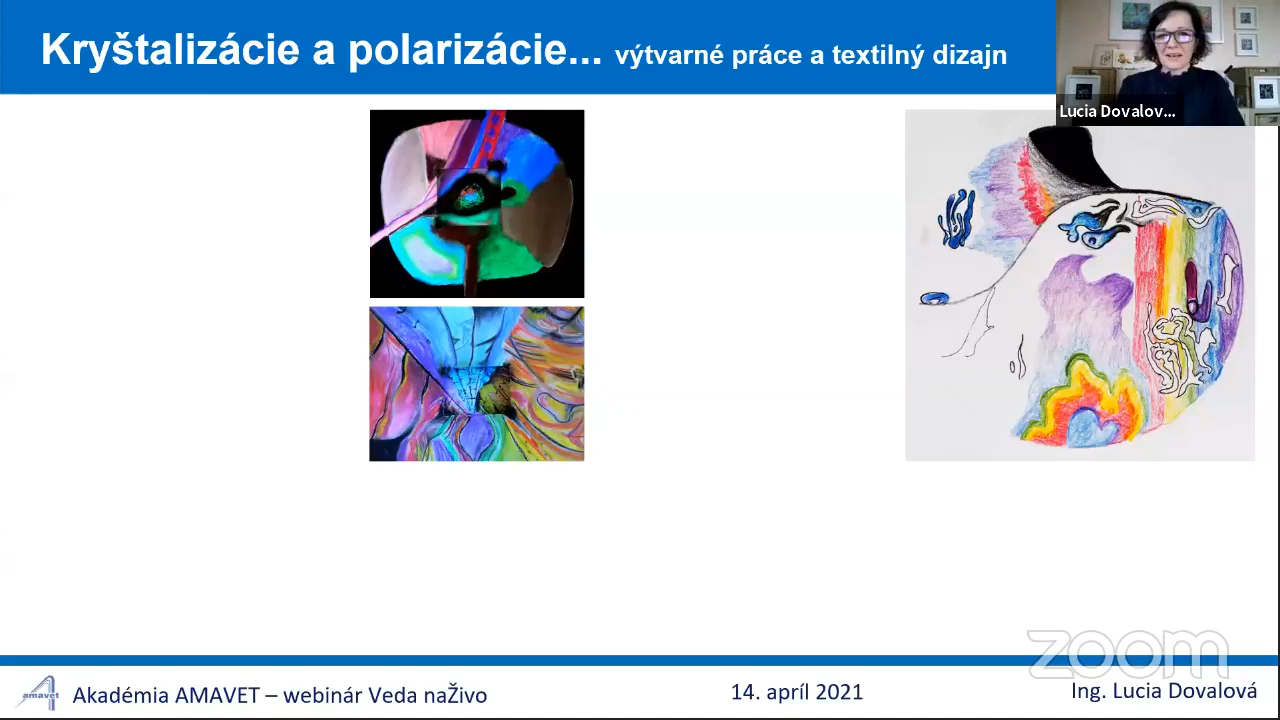 Kryštalizácie a polarizácie... výtvarné práce a textilný dizajn
Lucia Dovalov...
zoom
amavet
Akadémia AMAVET – webinár Veda naŽivo
14. apríl 2021
Ing. Lucia Dovalová